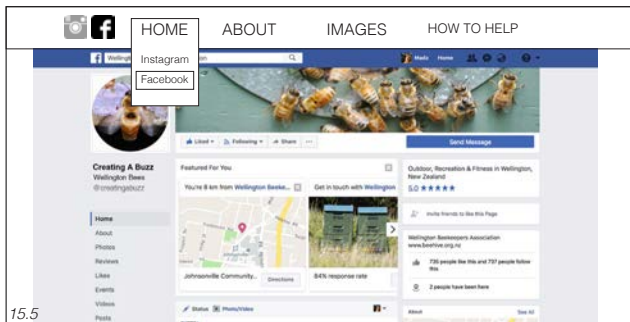 HOME ABOUT IMAGES HOW TO HELP
Instagram
Facebook
Home
Liked Following Share
Send Message
Creating A Buzz
Wellington Bees
@creatingabuzz
Featured For You
You're 8 km from Wellington Beeke...
Get in touch with Wellington
Johnsonville Community...
Directions
84% response rate
Outdoor, Recreation & Fitness in Wellington,
New Zealand
5.0 ★★★★★
Invite friends to like this Page
Wellington Beekeepers Association
www.beehive.org.nz
735 people like this and 737 people follow
this
2 people have been here
About See All
Home
About
Photos
Reviews
Likes
Events
Videos
Posts
Status Photo/Video
15.5